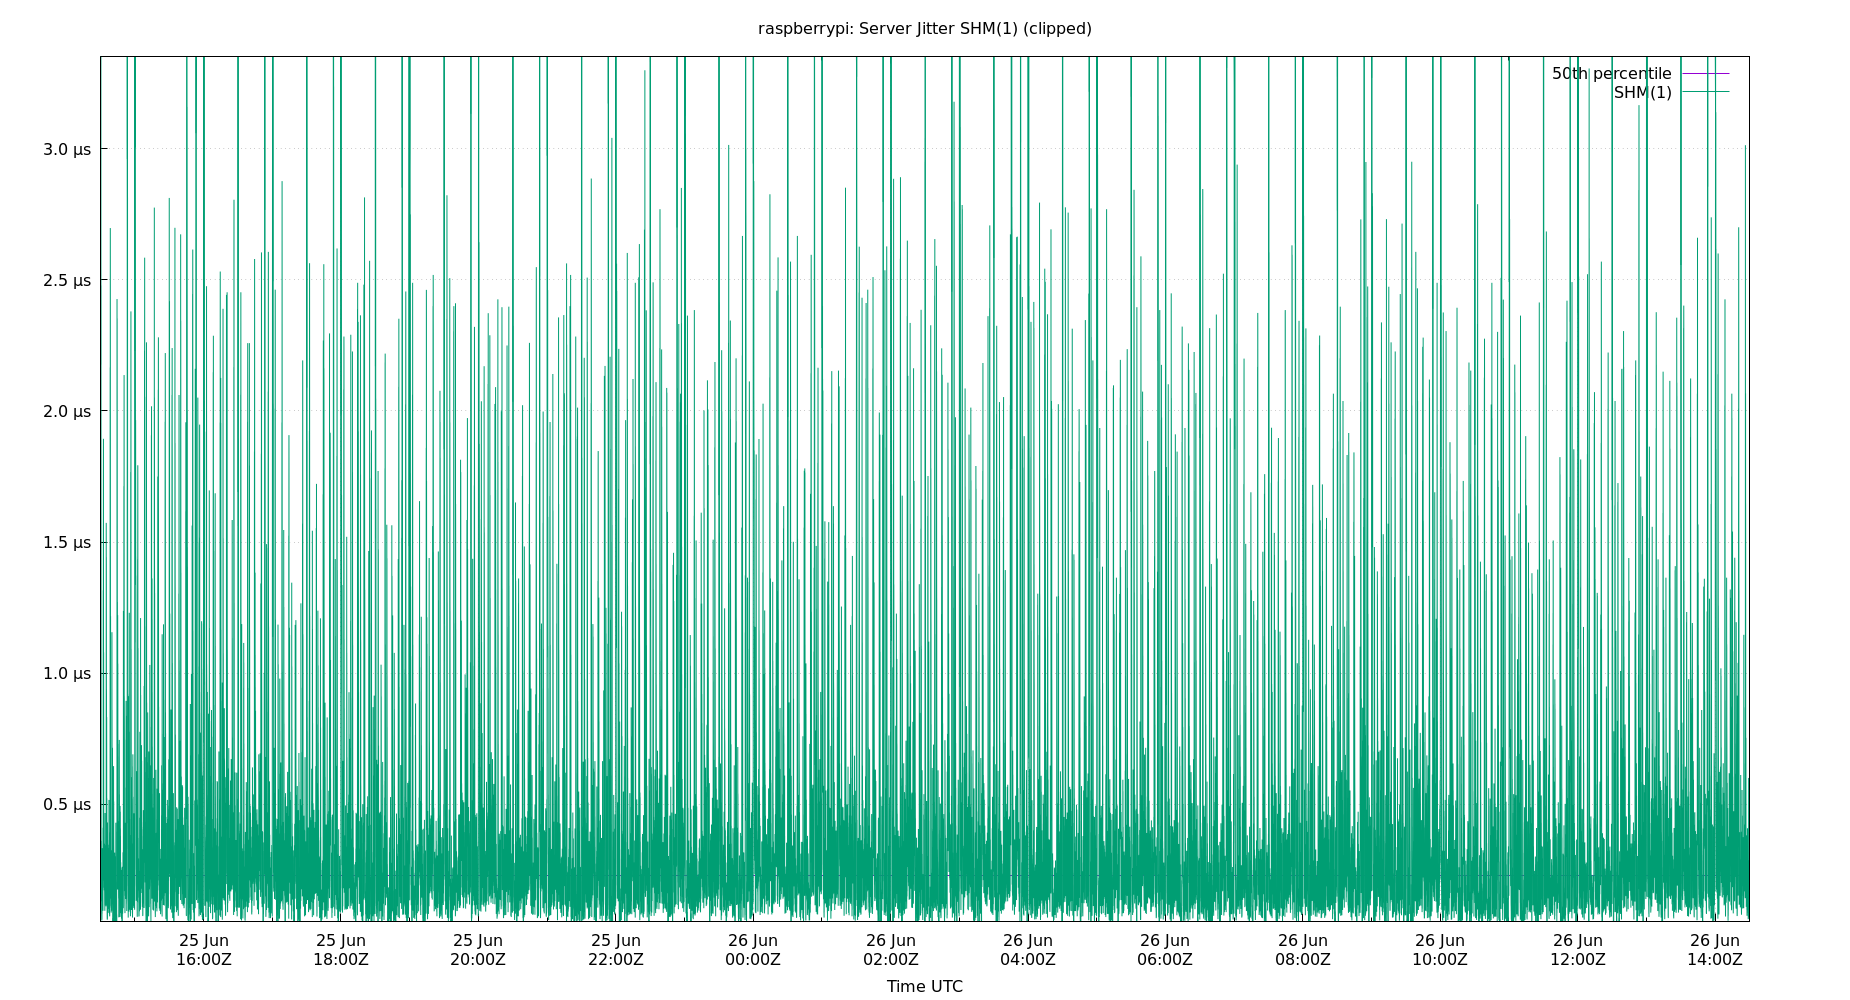 raspberrypi: Server Jitter SHM(1) (clipped)
50th percentile
SHM(1)
3.0 µs
2.5 µs
2.0 µs
1.5 µs
1.0 µs
0.5 µs
25 Jun 25 Jun 25 Jun 25 Jun 26 Jun 26 Jun 26 Jun 26 Jun 26 Jun 26 Jun 26 Jun 26 Jun
16:00Z 18:00Z 20:00Z 22:00Z 00:00Z 02:00Z 04:00Z 06:00Z 08:00Z 10:00Z 12:00Z 14:00Z
Time UTC